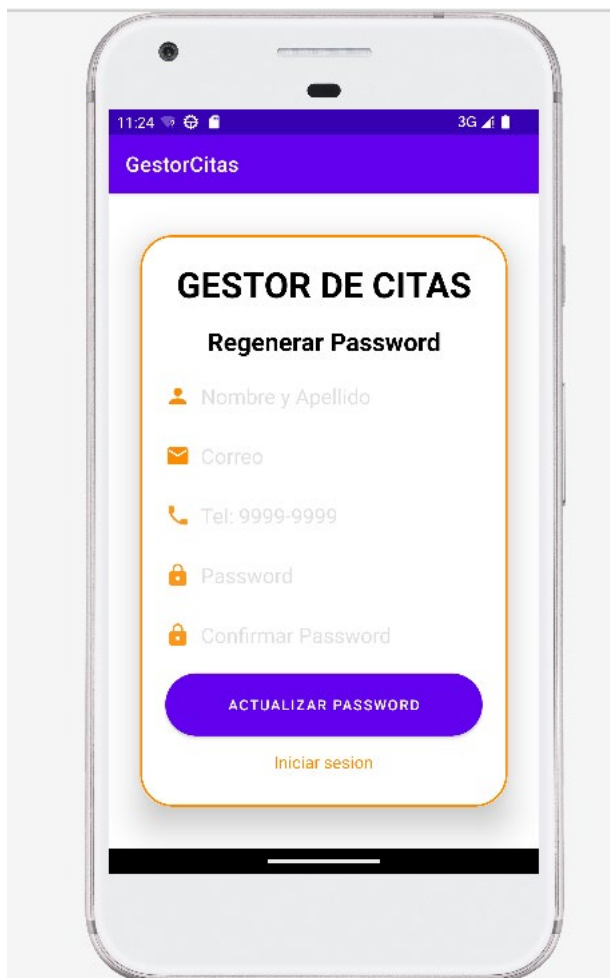 11:24
3G
GestorCitas
GESTOR DE CITAS
Regenerar Password
Nombre y Apellido
Correo
Tel: 9999-9999
Password
Confirmar Password
ACTUALIZAR PASSWORD
Iniciar sesion